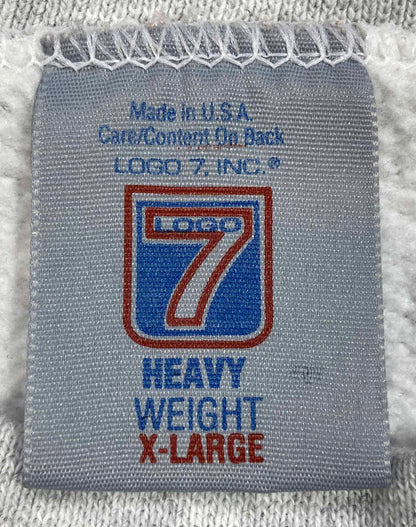 Made in U.S.A.
Care/Content On Back
LOGO 7, INC.®
LOGO
7
HEAVY
WEIGHT
X-LARGE